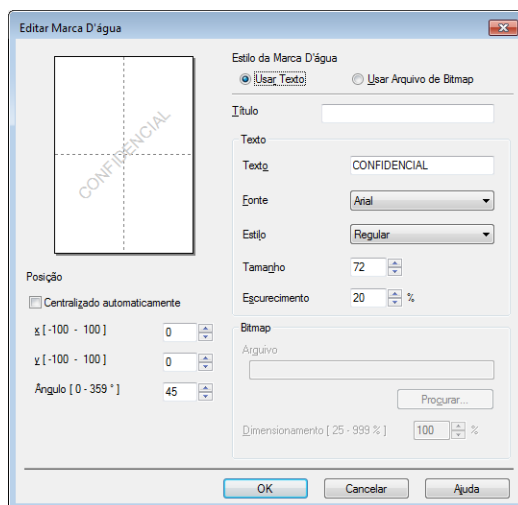 Editar Marca D'água
CONFIDENCIAL
Posição
Centralizado automaticamente
x [ -100 - 100 ] 0
y [ -100 - 100 ] 0
Ângulo [ 0 - 359 ° ] 45
Estilo da Marca D'água
Usar Texto Usar Arquivo de Bitmap
Título
Texto
Texto CONFIDENCIAL
Fonte Arial
Estilo Regular
Tamanho 72
Escurecimento 20 %
Bitmap
Arquivo
Procurar...
Dimensionamento [ 25 - 999 % ] 100 %
OK Cancelar Ajuda